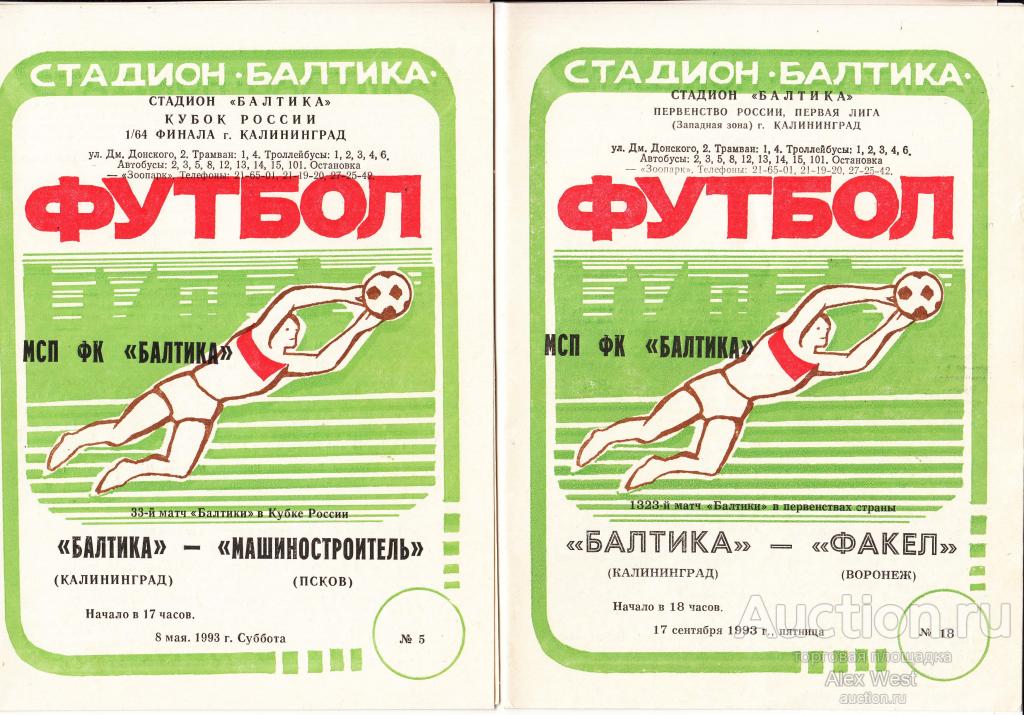 СТАДИОН · БАЛТИКА·
СТАДИОН «БАЛТИКА»
КУБОК РОССИИ
1/64 ФИНАЛА г. КАЛИНИНГРАД
ул. Дм. Донского, 2. Трамваи: 1, 4. Троллейбусы: 1, 2, 3, 4, 6.
Автобусы: 2, 3, 5, 8, 12, 13, 14, 15, 101. Остановка
— «Зоопарк». Телефоны: 21-65-01, 21-19-20, 27-25-42.
ФУТБОЛ
МСП ФК «БАЛТИКА»
33-й матч «Балтики» в Кубке России
«БАЛТИКА» — «МАШИНОСТРОИТЕЛЬ»
(КАЛИНИНГРАД) (ПСКОВ)
Начало в 17 часов.
8 мая. 1993 г. Суббота
№ 5
СТАДИОН · БАЛТИКА·
СТАДИОН «БАЛТИКА»
ПЕРВЕНСТВО РОССИИ, ПЕРВАЯ ЛИГА
(Западная зона) г. КАЛИНИНГРАД
ул. Дм. Донского, 2. Трамваи: 1, 4. Троллейбусы: 1, 2, 3, 4, 6.
Автобусы: 2, 3, 5, 8, 12, 13, 14, 15, 101. Остановка
— «Зоопарк». Телефоны: 21-65-01, 21-19-20, 27-25-42.
ФУТБОЛ
МСП ФК «БАЛТИКА»
1323-й матч «Балтики» в первенствах страны
«БАЛТИКА» — «ФАКЕЛ»
(КАЛИНИНГРАД) (ВОРОНЕЖ)
Начало в 18 часов.
17 сентября 1993 г., пятница
№ 18
Auction.ru
торговая площадка
Alex West
auction.ru